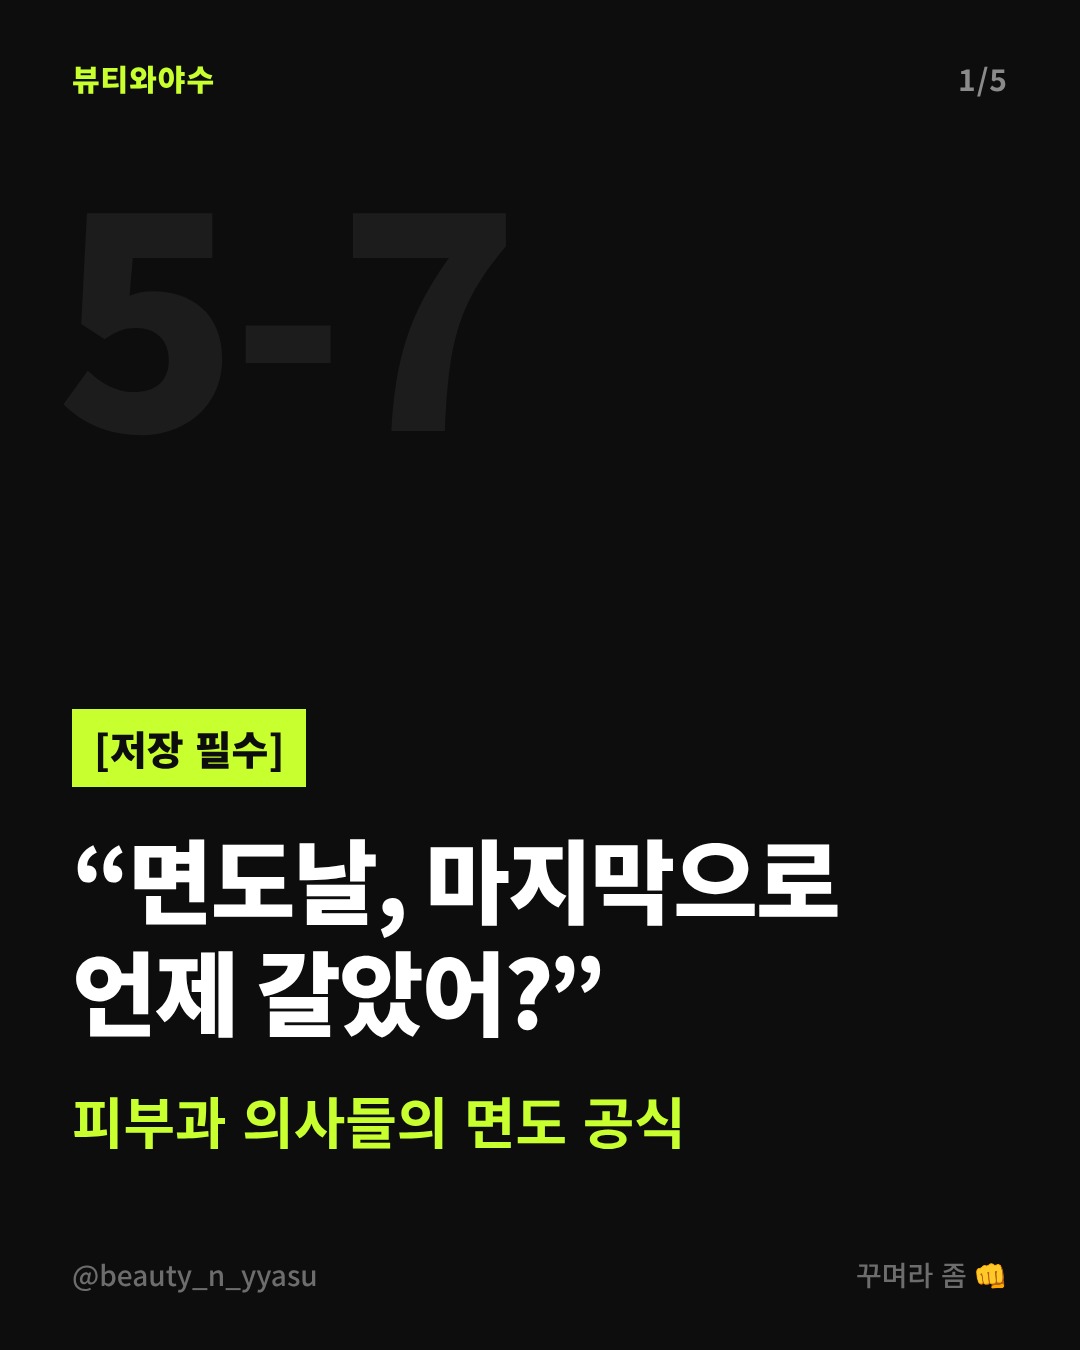 뷰티와야수
1/5
5-7
[저장 필수]
“면도날, 마지막으로
언제 갈았어?”
피부과 의사들의 면도 공식
@beauty_n_yyasu
꾸며라 좀 👊